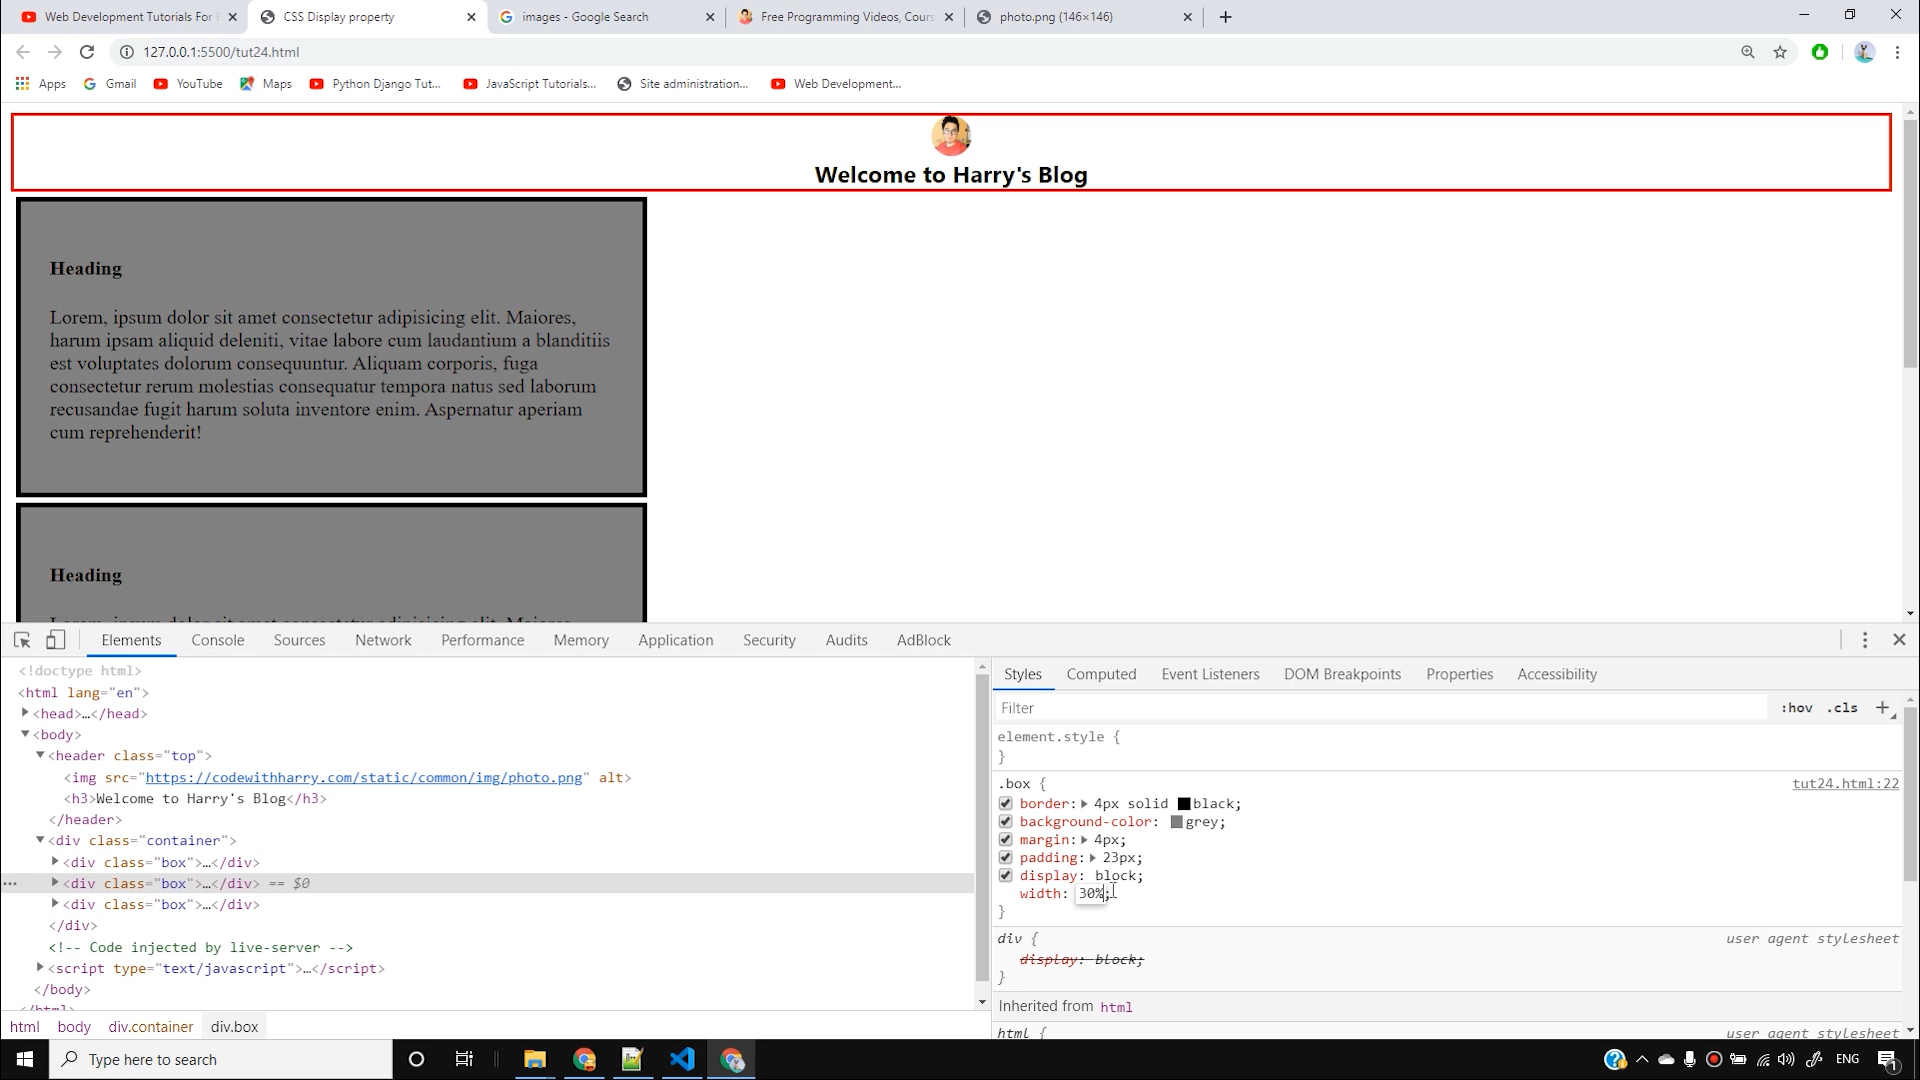 Web Development Tutorials For
CSS Display property
images - Google Search
Free Programming Videos, Cours
photo.png (146×146)
127.0.0.1:5500/tut24.html
Apps
Gmail
YouTube
Maps
Python Django Tut...
JavaScript Tutorials...
Site administration...
Web Development...
Welcome to Harry's Blog
Heading
Lorem, ipsum dolor sit amet consectetur adipisicing elit. Maiores,
harum ipsam aliquid deleniti, vitae labore cum laudantium a blanditiis
est voluptates dolorum consequuntur. Aliquam corporis, fuga
consectetur rerum molestias consequatur tempora natus sed laborum
recusandae fugit harum soluta inventore enim. Aspernatur aperiam
cum reprehenderit!
Heading
Elements Console Sources Network Performance Memory Application Security Audits AdBlock
<!doctype html>
<html lang="en">
<head>…</head>
<body>
<header class="top">
<img src="https://codewithharry.com/static/common/img/photo.png" alt>
<h3>Welcome to Harry's Blog</h3>
</header>
<div class="container">
<div class="box">…</div>
<div class="box">…</div> == $0
<div class="box">…</div>
</div>
<!-- Code injected by live-server -->
<script type="text/javascript">…</script>
</body>
</html>
html body div.container div.box
Styles Computed Event Listeners DOM Breakpoints Properties Accessibility
Filter :hov .cls +
element.style {
}
.box { tut24.html:22
border: 4px solid black;
background-color: grey;
margin: 4px;
padding: 23px;
display: block;
width: 30%;
}
div { user agent stylesheet
display: block;
}
Inherited from html
html { user agent stylesheet
Type here to search
ENG
1